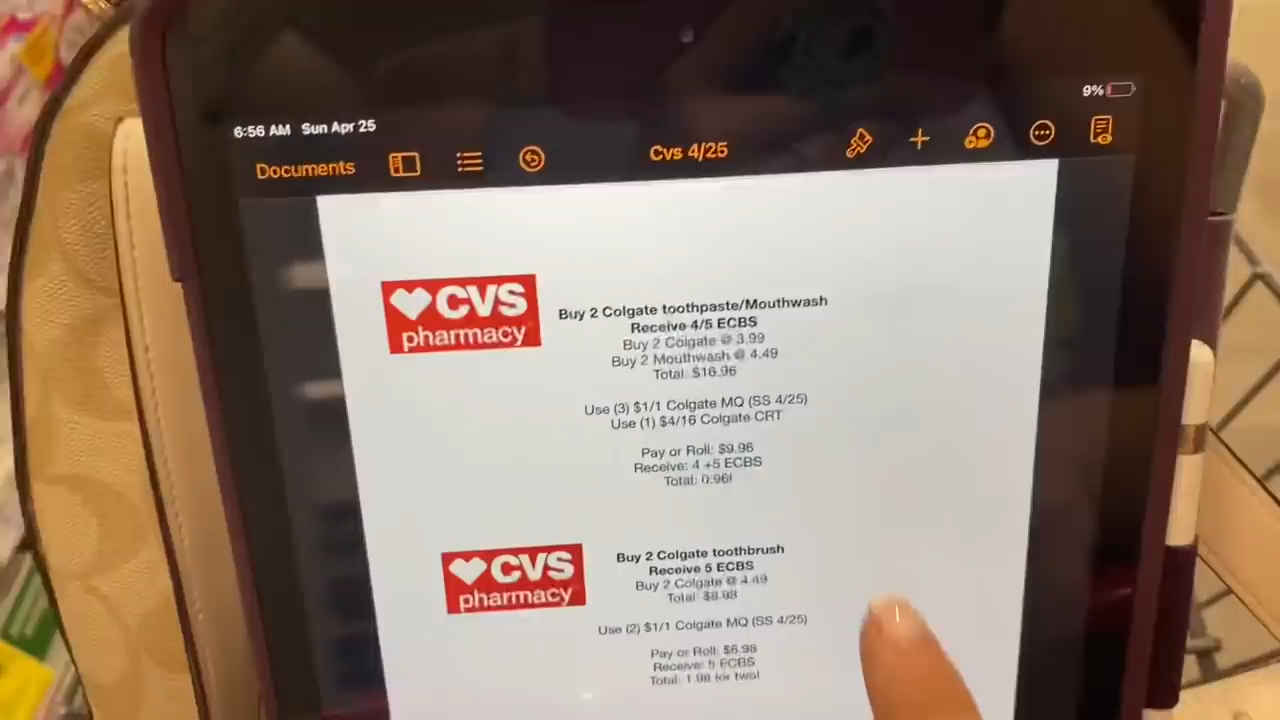 9%
6:56 AM Sun Apr 25
Documents
Cvs 4/25
CVS
pharmacy
Buy 2 Colgate toothpaste/Mouthwash
Receive 4/5 ECBS
Buy 2 Colgate @ 3.99
Buy 2 Mouthwash @ 4.49
Total: $16.96
Use (3) $1/1 Colgate MQ (SS 4/25)
Use (1) $4/16 Colgate CRT
Pay or Roll: $9.96
Receive: 4 +5 ECBS
Total: 0.96!
CVS
pharmacy
Buy 2 Colgate toothbrush
Receive 5 ECBS
Buy 2 Colgate @ 4.49
Total: $8.98
Use (2) $1/1 Colgate MQ (SS 4/25)
Pay or Roll: $6.98
Receive: 5 ECBS
Total: 1.98 for two!